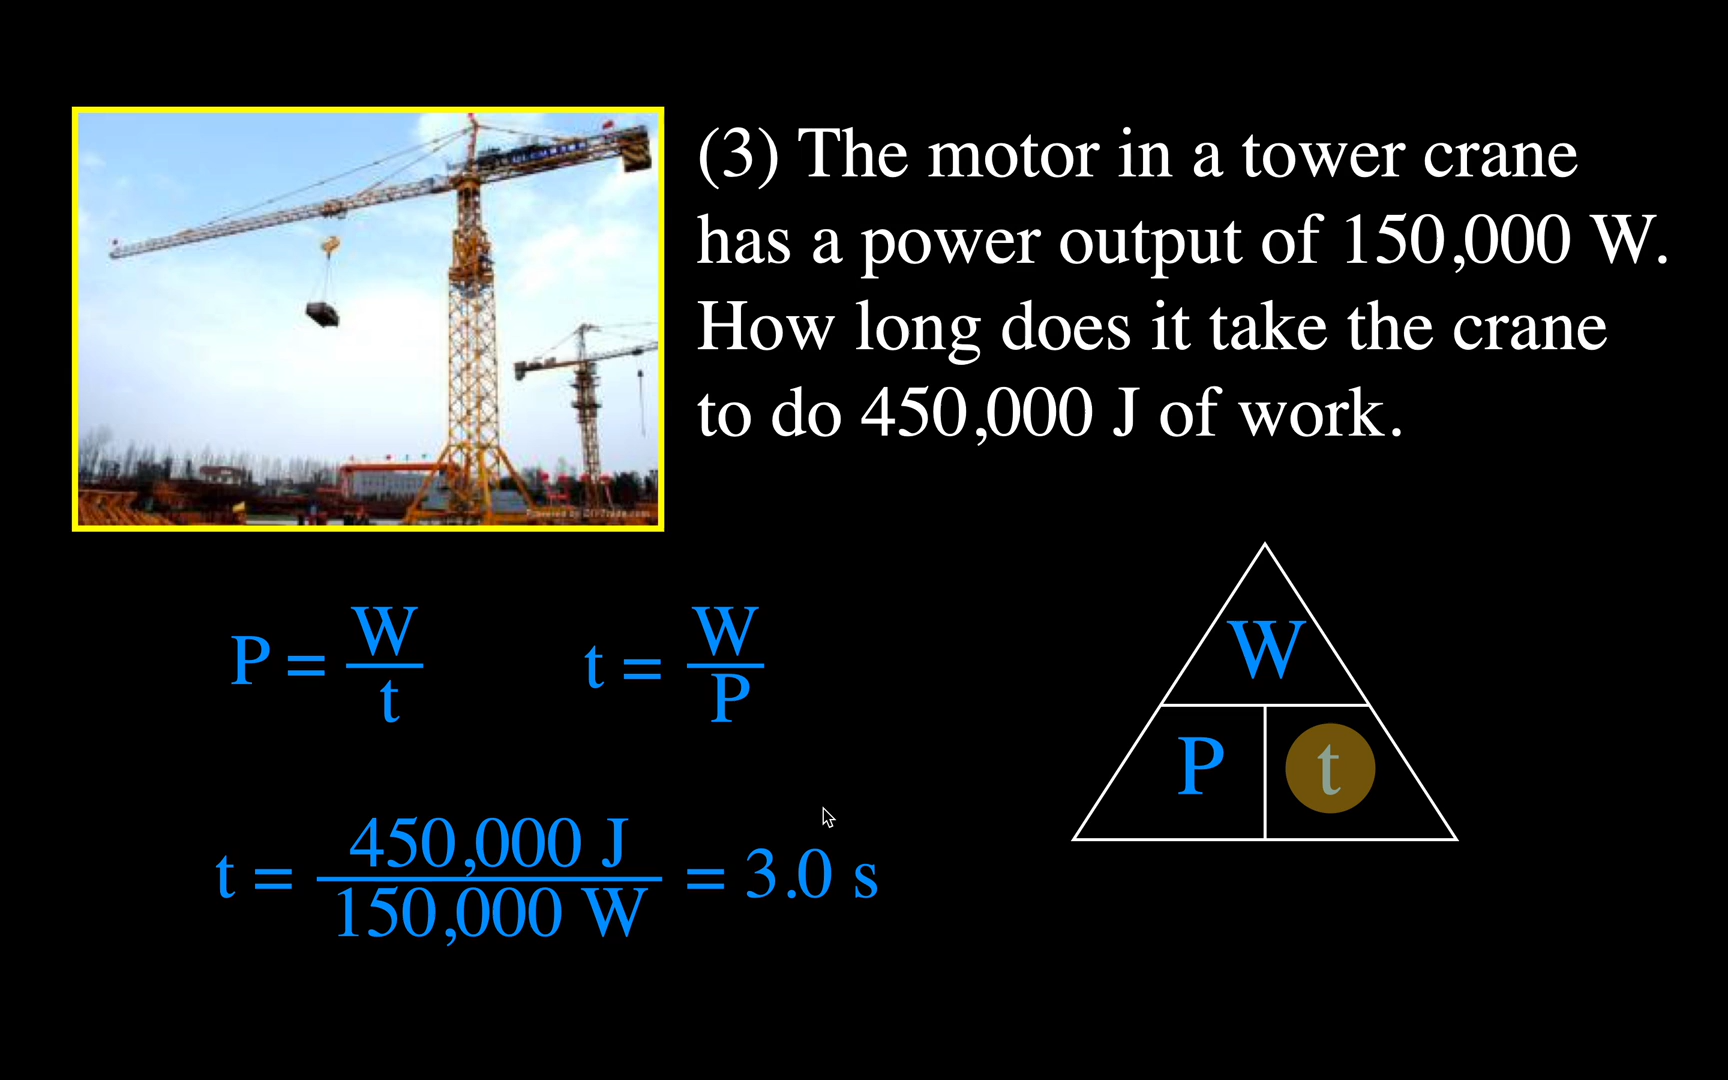 (3) The motor in a tower crane
has a power output of 150,000 W.
How long does it take the crane
to do 450,000 J of work.
P = W/t
t = W/P
W
P t
t = 450,000 J / 150,000 W = 3.0 s